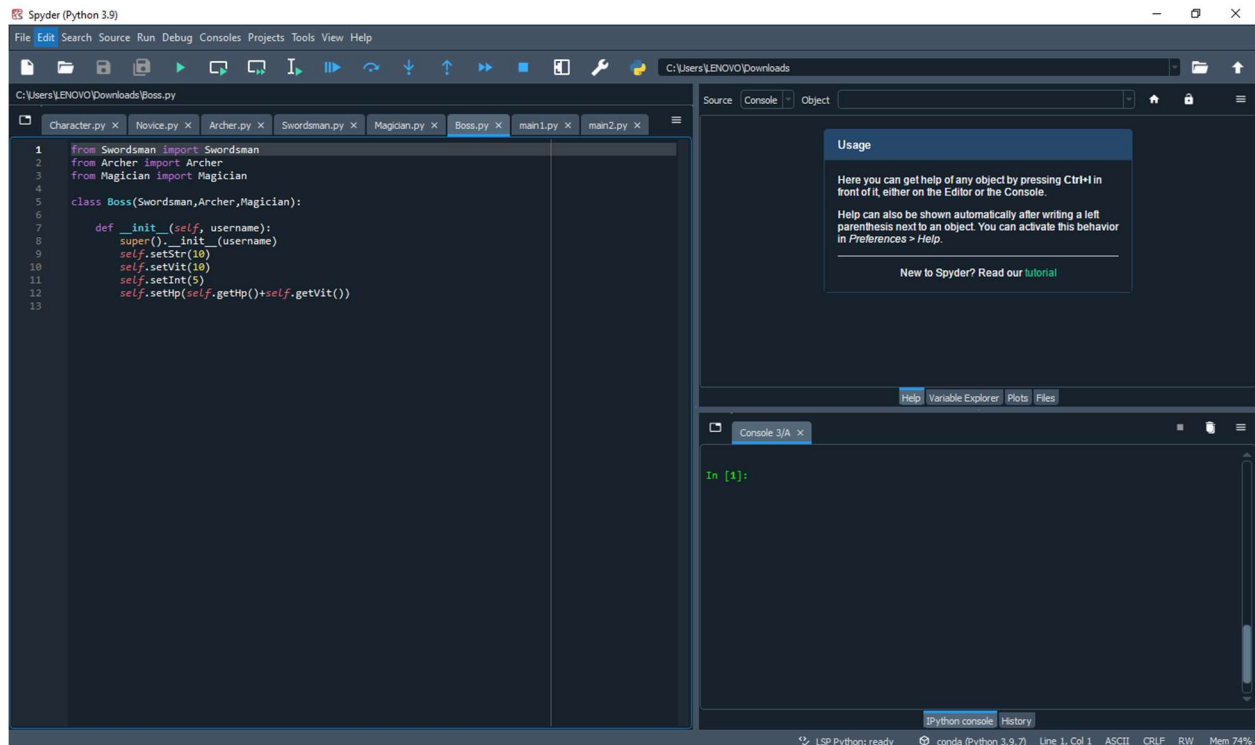 Spyder (Python 3.9)
File Edit Search Source Run Debug Consoles Projects Tools View Help
C:\Users\LENOVO\Downloads
C:\Users\LENOVO\Downloads\Boss.py
Character.py Novice.py Archer.py Swordsman.py Magician.py Boss.py main1.py main2.py
1 from Swordsman import Swordsman
2 from Archer import Archer
3 from Magician import Magician
4
5 class Boss(Swordsman,Archer,Magician):
6
7 def __init__(self, username):
8 super().__init__(username)
9 self.setStr(10)
10 self.setVit(10)
11 self.setInt(5)
12 self.setHp(self.getHp()+self.getVit())
13
Source Console Object
Usage
Here you can get help of any object by pressing Ctrl+I in
front of it, either on the Editor or the Console.
Help can also be shown automatically after writing a left
parenthesis next to an object. You can activate this behavior
in Preferences > Help.
New to Spyder? Read our tutorial
Help Variable Explorer Plots Files
Console 3/A
In [1]:
IPython console History
LSP Python: ready conda (Python 3.9.7) Line 1, Col 1 ASCII CRLF RW Mem 74%